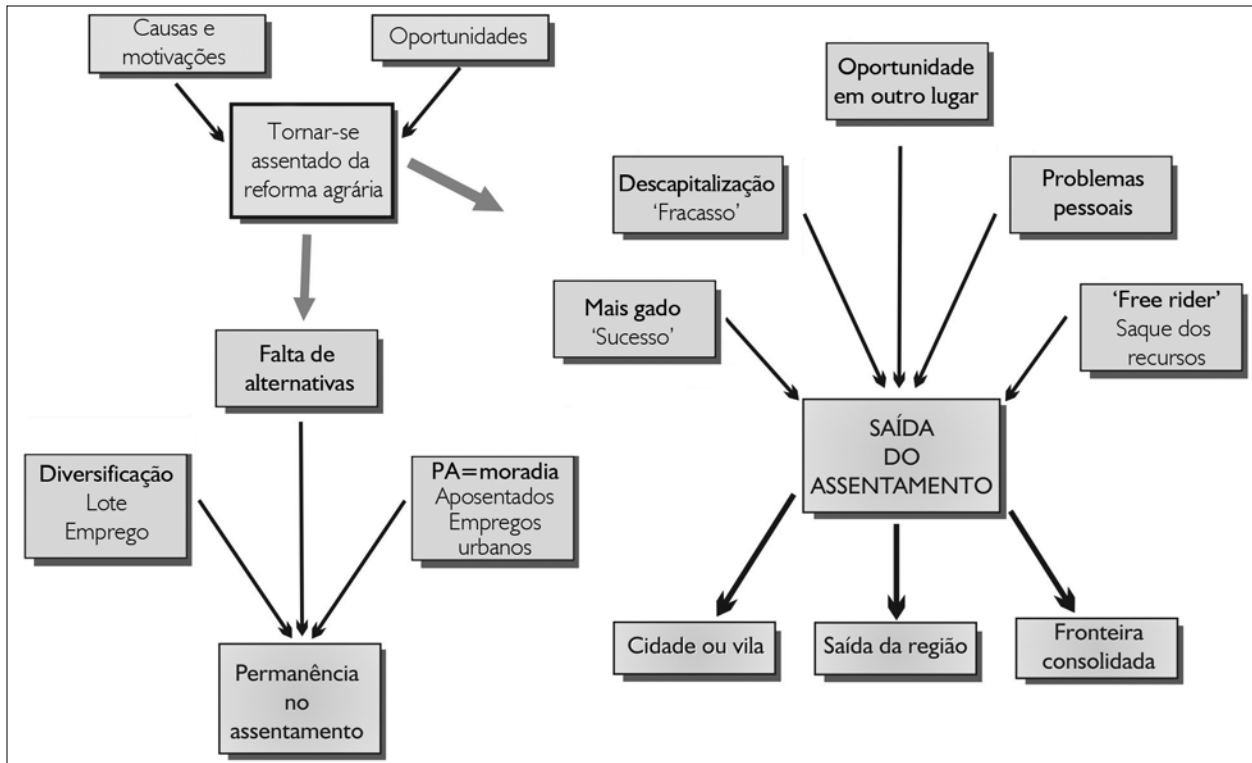 Causas e
motivações
Oportunidades
Tornar-se
assentado da
reforma agrária
Falta de
alternativas
Diversificação
Lote
Emprego
PA=moradia
Aposentados
Empregos
urbanos
Permanência
no
assentamento
Oportunidade
em outro lugar
Descapitalização
‘Fracasso’
Problemas
pessoais
Mais gado
‘Sucesso’
‘Free rider’
Saque dos
recursos
SAÍDA
DO
ASSENTAMENTO
Cidade ou vila
Saída da região
Fronteira
consolidada